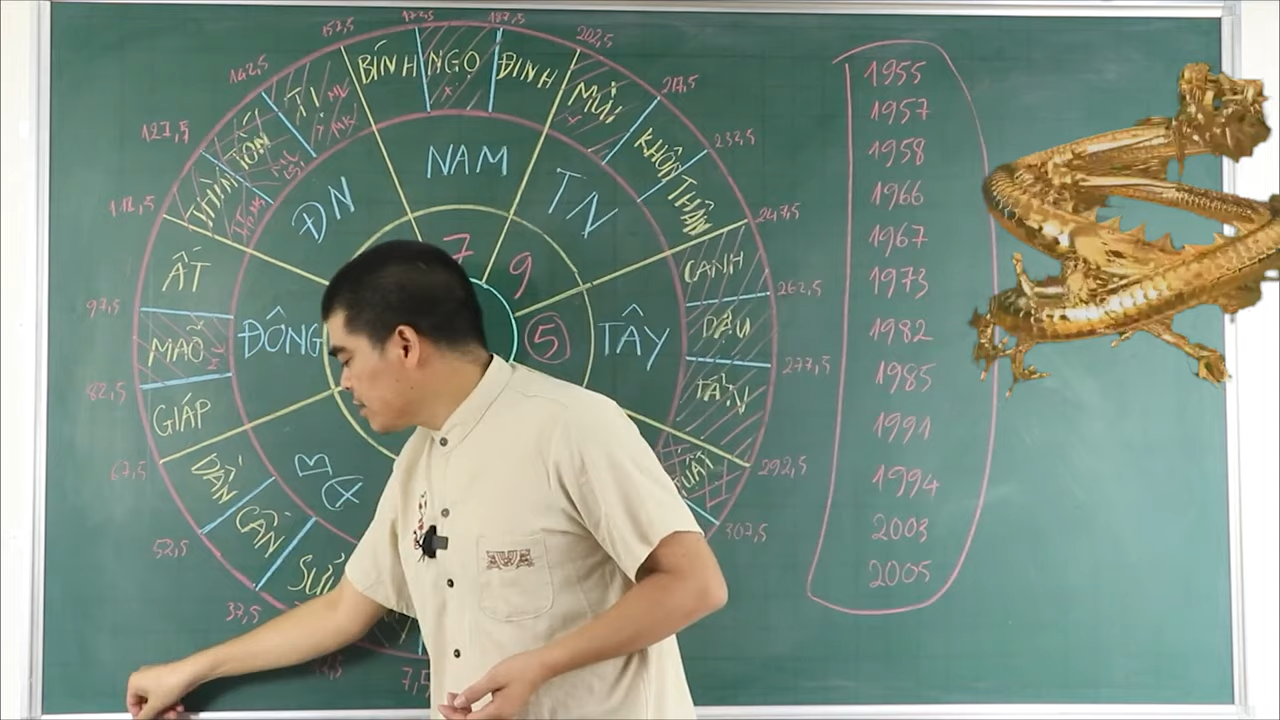 157,5
172,5
187,5
202,5
142,5
BÍNH
NGỌ
ĐINH
217,5
127,5
TỊ
MÙI
232,5
TỐN
KHÔN
112,5
THÌN
THÂN
247,5
ĐN
NAM
TN
ẤT
7
9
CANH
262,5
97,5
MÃO
ĐÔNG
5
TÂY
DẬU
277,5
82,5
TÂN
GIÁP
67,5
TUẤT
292,5
DẦN
ĐB
307,5
52,5
CẤN
SỬU
37,5
7,5
1955
1957
1958
1966
1967
1973
1982
1985
1991
1994
2003
2005